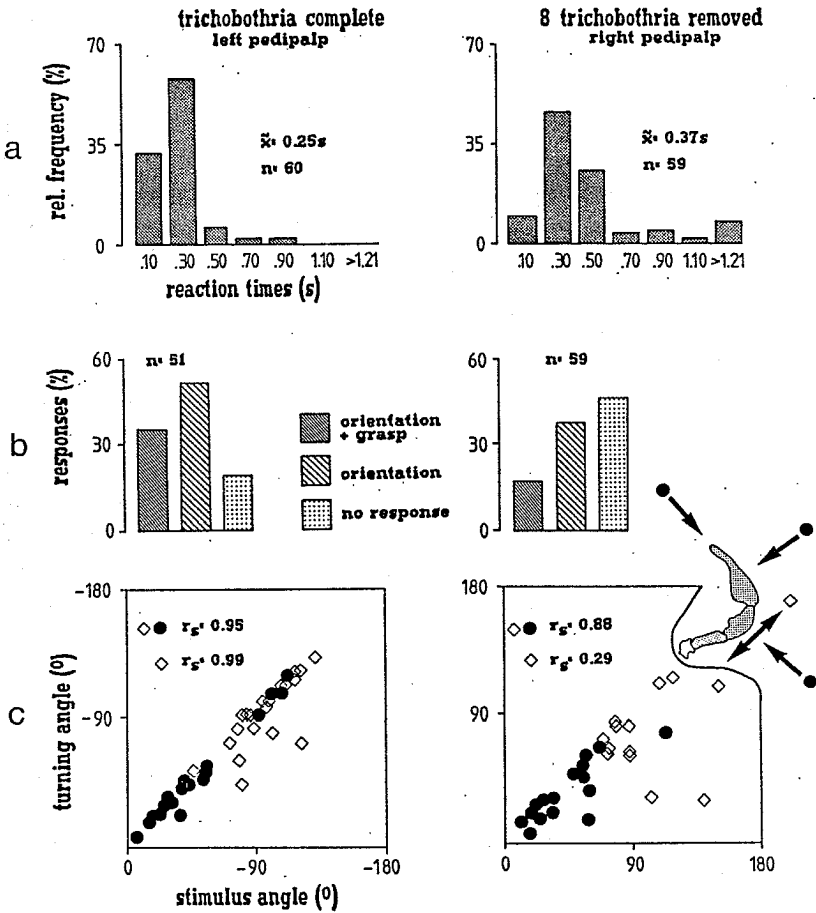 trichobothria complete
left pedipalp
8 trichobothria removed
right pedipalp
a
rel. frequency (%)
70
35
0
x̃: 0.25s
n: 60
.10 .30 .50 .70 .90 1.10 >1.21
reaction times (s)
70
35
0
x̃: 0.37s
n: 59
.10 .30 .50 .70 .90 1.10 >1.21
b
responses (%)
60
30
0
n: 51
orientation
+ grasp
orientation
no response
60
30
0
n: 59
c
turning angle (°)
-180
-90
0 -90 -180
stimulus angle (°)
rs: 0.95
rs: 0.99
180
90
0 90 180
rs: 0.88
rs: 0.29